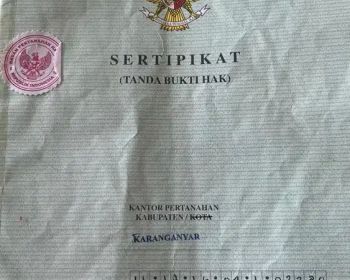 SERTIPIKAT
(TANDA BUKTI HAK)
KANTOR PERTANAHAN
KABUPATEN / KOTA
KARANGANYAR